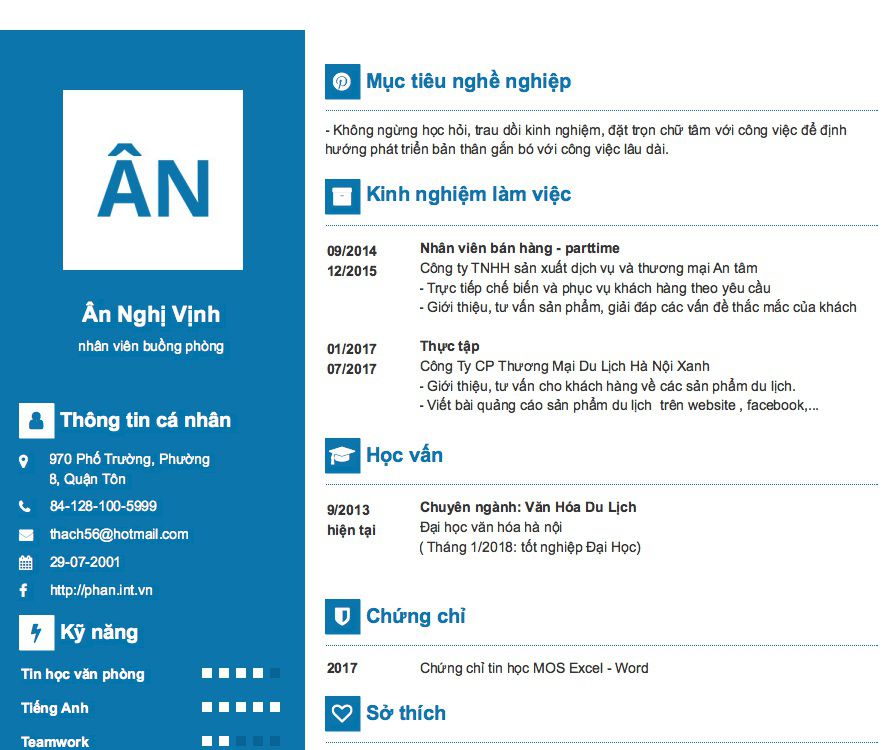 ÂN
Ân Nghị Vịnh
nhân viên buồng phòng
Thông tin cá nhân
970 Phố Trường, Phường
8, Quận Tôn
84-128-100-5999
thach56@hotmail.com
29-07-2001
http://phan.int.vn
Kỹ năng
Tin học văn phòng
Tiếng Anh
Teamwork
Mục tiêu nghề nghiệp
- Không ngừng học hỏi, trau dồi kinh nghiệm, đặt trọn chữ tâm với công việc để định
hướng phát triển bản thân gắn bó với công việc lâu dài.
Kinh nghiệm làm việc
09/2014
12/2015
Nhân viên bán hàng - parttime
Công ty TNHH sản xuất dịch vụ và thương mại An tâm
- Trực tiếp chế biến và phục vụ khách hàng theo yêu cầu
- Giới thiệu, tư vấn sản phẩm, giải đáp các vấn đề thắc mắc của khách
01/2017
07/2017
Thực tập
Công Ty CP Thương Mại Du Lịch Hà Nội Xanh
- Giới thiệu, tư vấn cho khách hàng về các sản phẩm du lịch.
- Viết bài quảng cáo sản phẩm du lịch trên website , facebook,...
Học vấn
9/2013
hiện tại
Chuyên ngành: Văn Hóa Du Lịch
Đại học văn hóa hà nội
( Tháng 1/2018: tốt nghiệp Đại Học)
Chứng chỉ
2017
Chứng chỉ tin học MOS Excel - Word
Sở thích